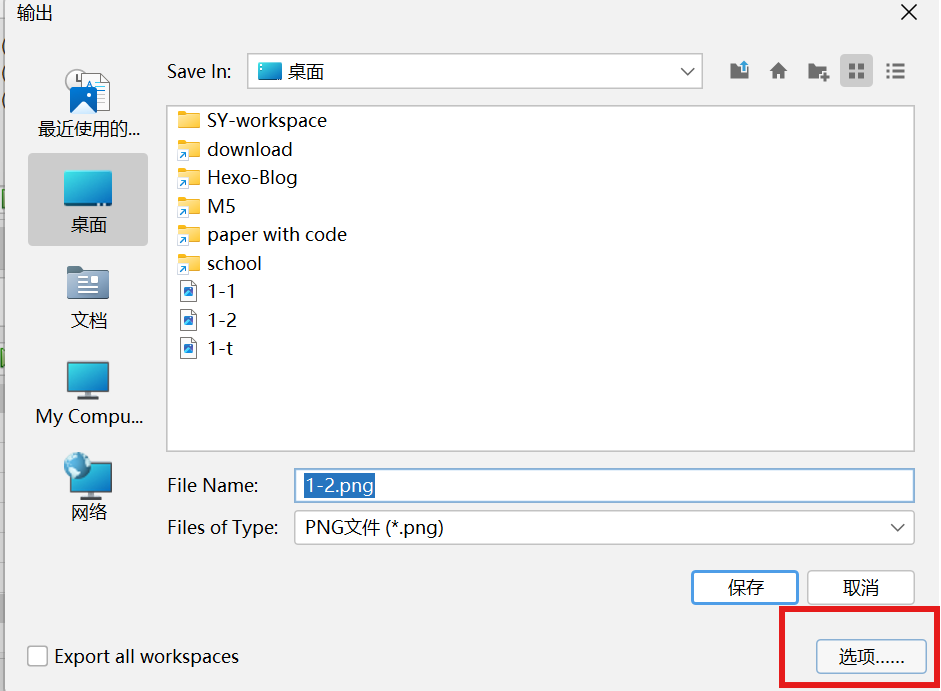 输出
Save In:
桌面
最近使用的...
桌面
文档
My Compu...
网络
SY-workspace
download
Hexo-Blog
M5
paper with code
school
1-1
1-2
1-t
File Name:
1-2.png
Files of Type:
PNG文件 (*.png)
保存
取消
Export all workspaces
选项......